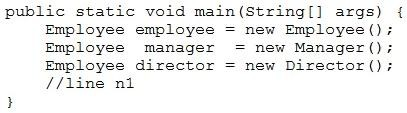 public static void main(String[] args) {
    Employee employee = new Employee();
    Employee  manager  = new Manager();
    Employee director = new Director();
    //line n1
}